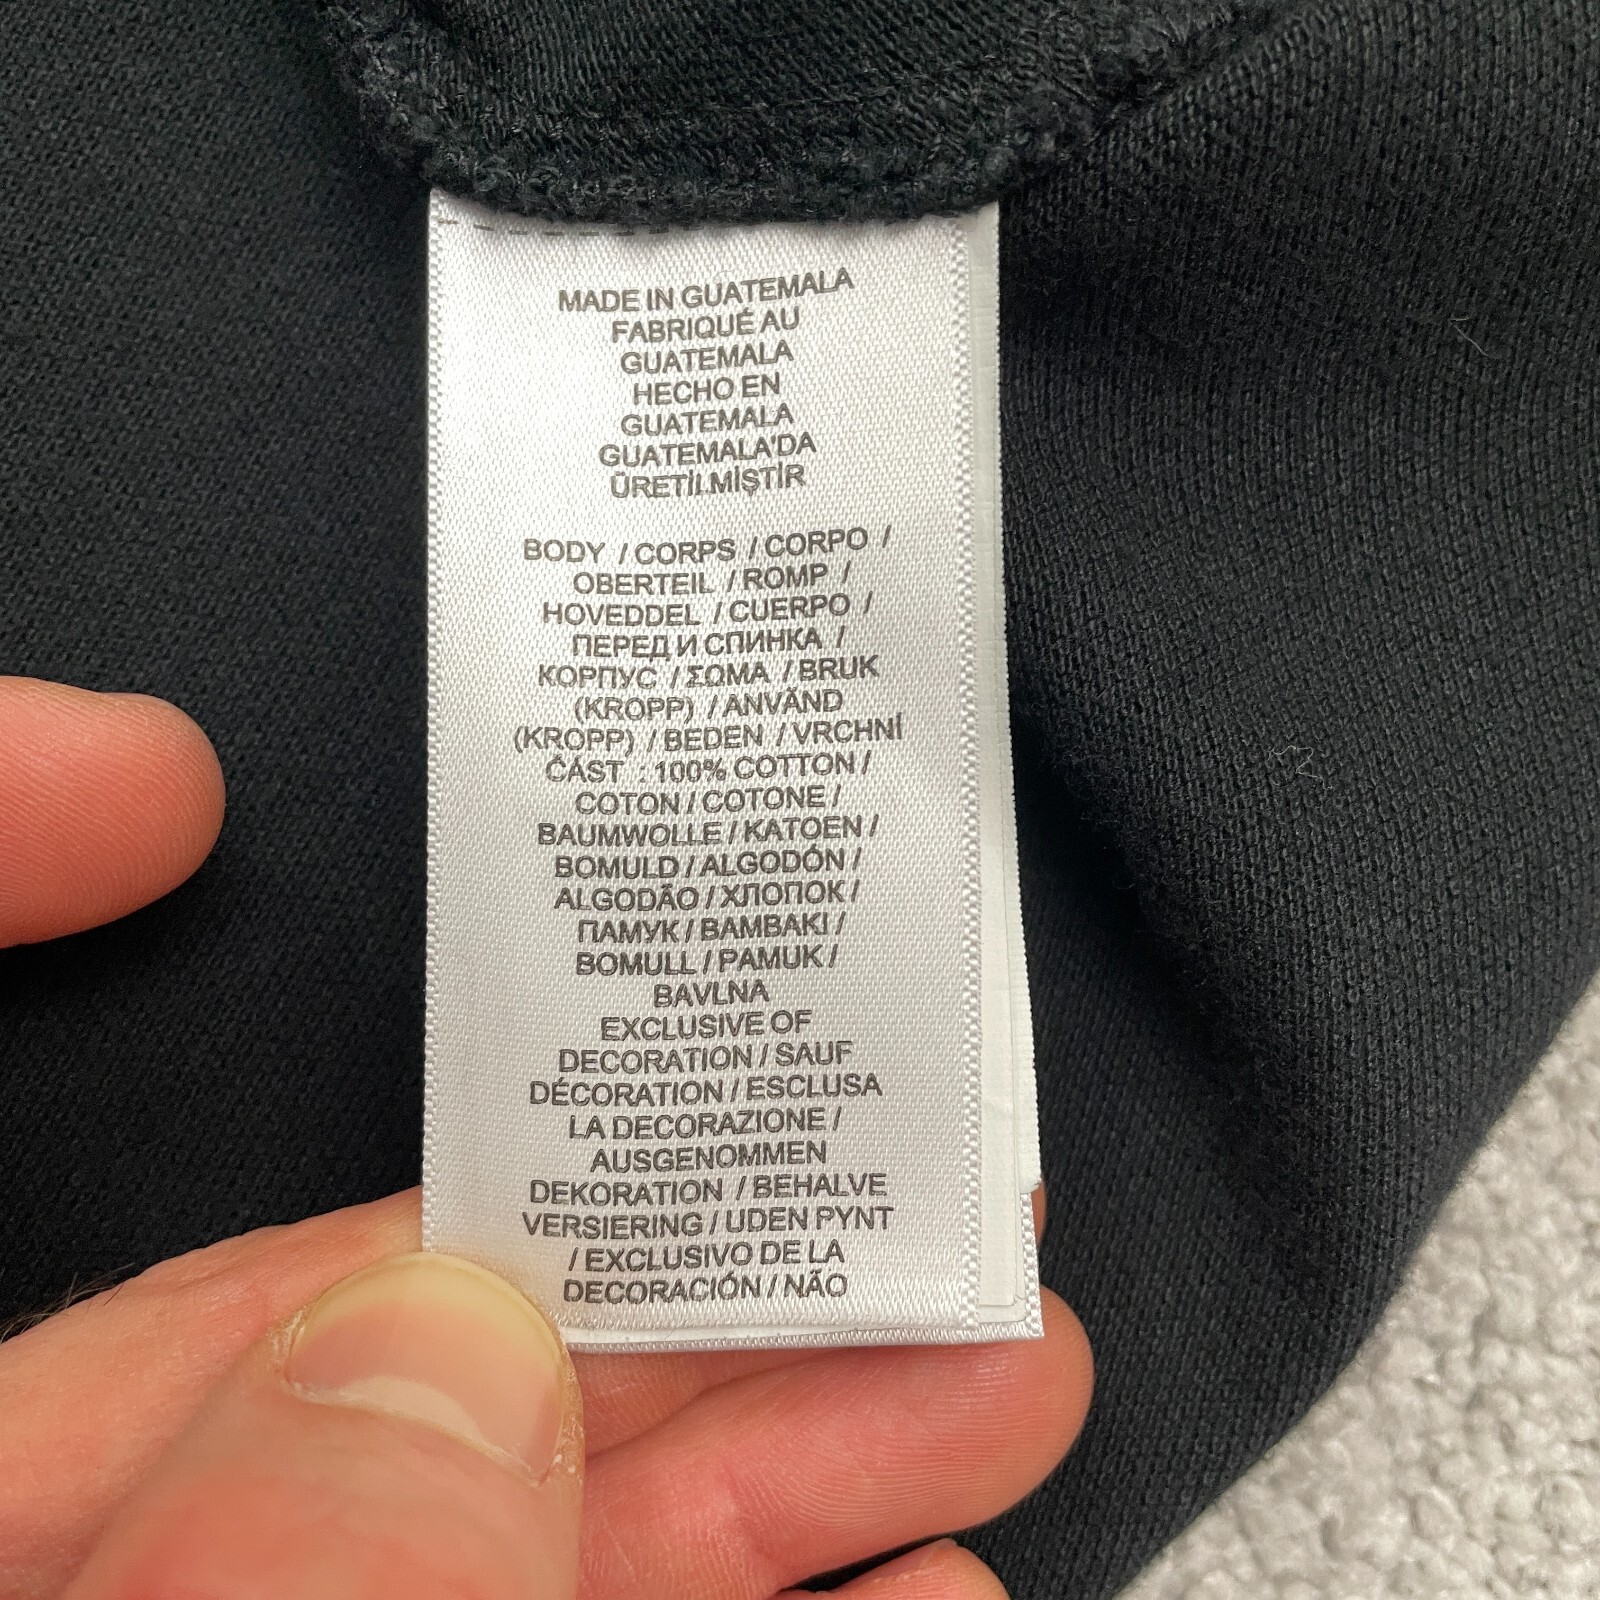 MADE IN GUATEMALA
FABRIQUÉ AU
GUATEMALA
HECHO EN
GUATEMALA
GUATEMALA'DA
ÜRETİLMİŞTİR
BODY / CORPS / CORPO /
OBERTEIL / ROMP /
HOVEDDEL / CUERPO /
ПЕРЕД И СПИНКА /
КОРПУС / ΣΩΜΑ / BRUK
(KROPP) / ANVÄND
(KROPP) / BEDEN / VRCHNÍ
ČÁST : 100% COTTON /
COTON / COTONE /
BAUMWOLLE / KATOEN /
BOMULD / ALGODÓN /
ALGODÃO / ХЛОПОК /
ПАМУК / BAMBAKI /
BOMULL / PAMUK /
BAVLNA
EXCLUSIVE OF
DECORATION / SAUF
DÉCORATION / ESCLUSA
LA DECORAZIONE /
AUSGENOMMEN
DEKORATION / BEHALVE
VERSIERING / UDEN PYNT
/ EXCLUSIVO DE LA
DECORACIÓN / NÃO